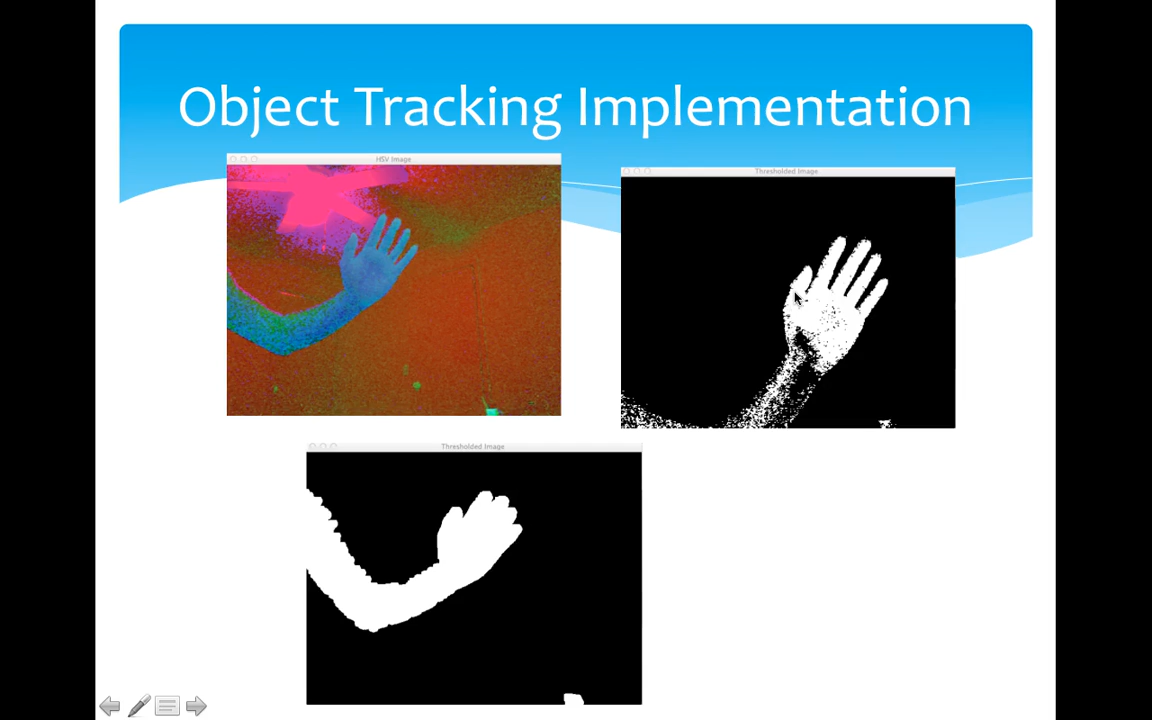 Object Tracking Implementation
HSV Image
Thresholded Image
Thresholded Image